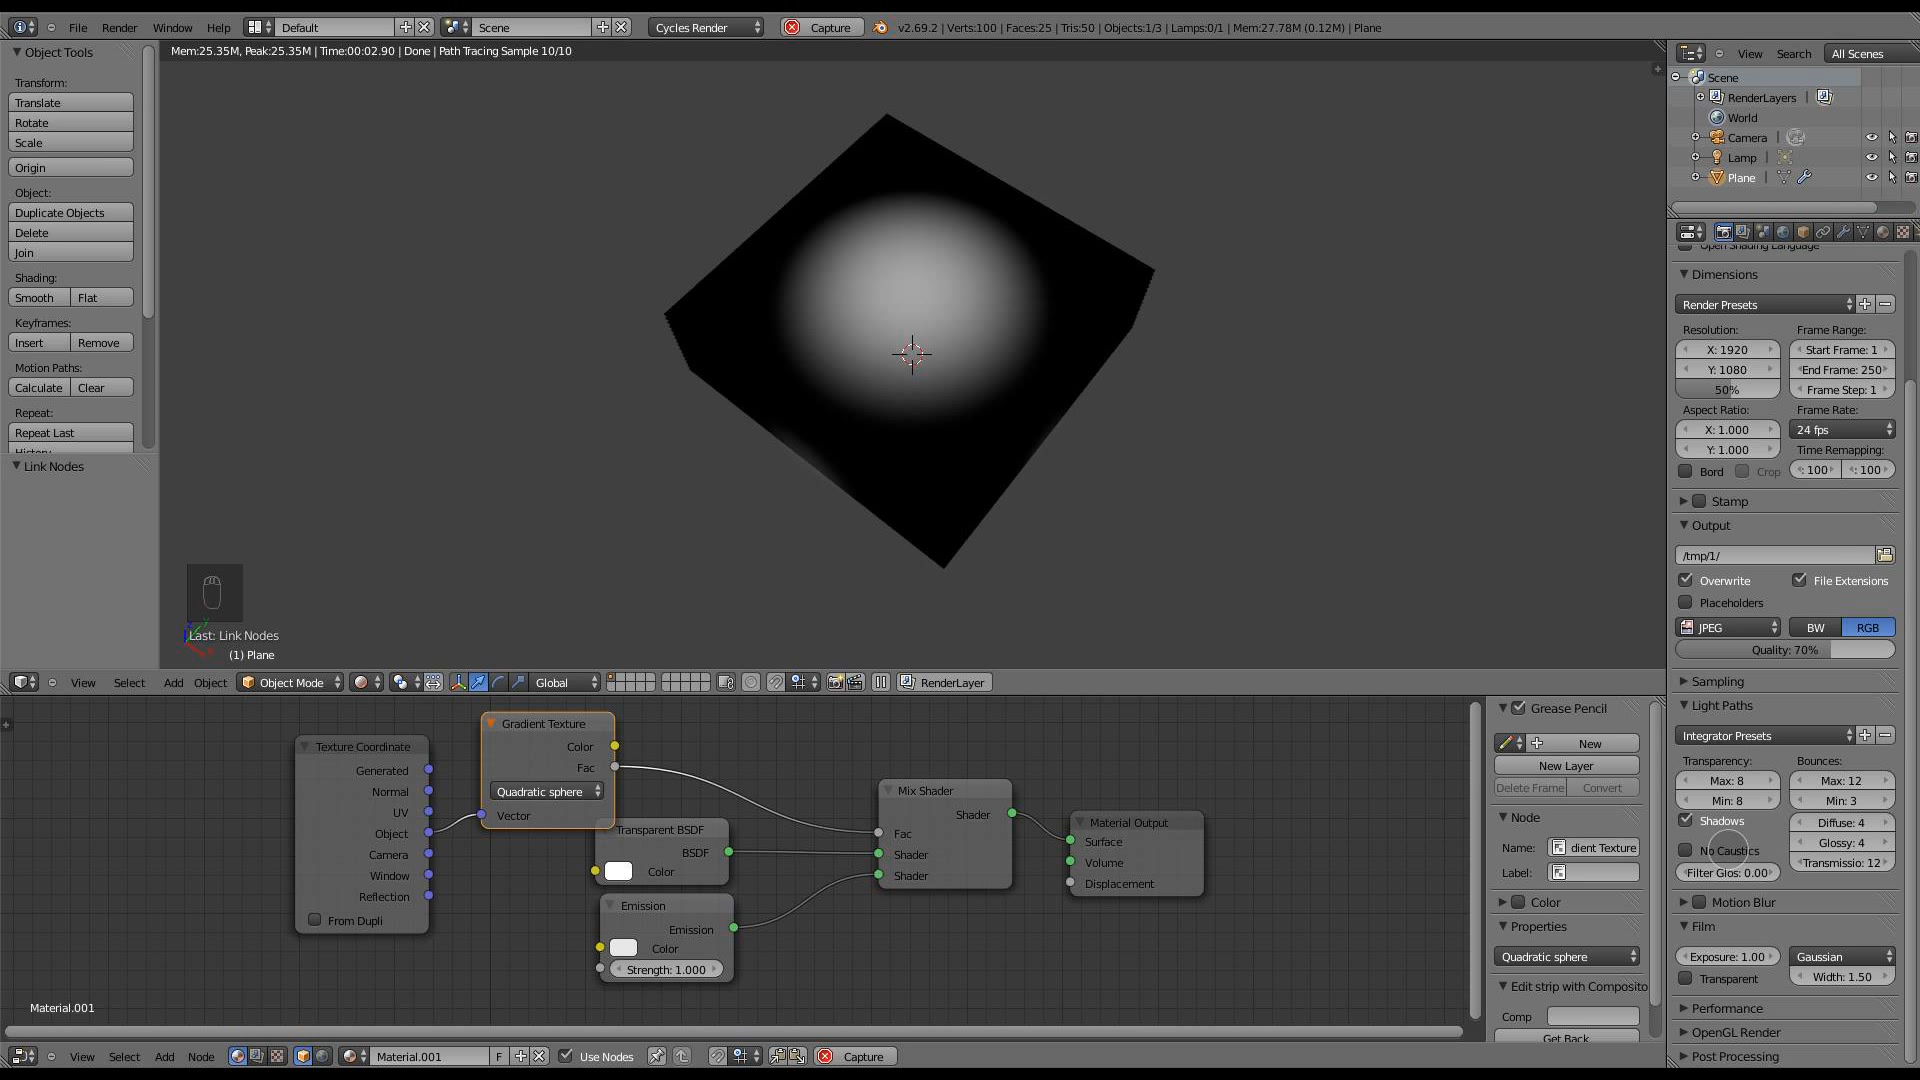 File Render Window Help Default Scene Cycles Render Capture v2.69.2 | Verts:100 | Faces:25 | Tris:50 | Objects:1/3 | Lamps:0/1 | Mem:27.78M (0.12M) | Plane
Object Tools
Transform:
Translate
Rotate
Scale
Origin
Object:
Duplicate Objects
Delete
Join
Shading:
Smooth Flat
Keyframes:
Insert Remove
Motion Paths:
Calculate Clear
Repeat:
Repeat Last
History
Link Nodes
Mem:25.35M, Peak:25.35M | Time:00:02.90 | Done | Path Tracing Sample 10/10
Last: Link Nodes
(1) Plane
View Select Add Object Object Mode Global RenderLayer
View Search All Scenes
Scene
RenderLayers |
World
Camera |
Lamp |
Plane |
Open Shading Language
Dimensions
Render Presets
Resolution: Frame Range:
X: 1920 Start Frame: 1
Y: 1080 End Frame: 250
50% Frame Step: 1
Aspect Ratio: Frame Rate:
X: 1.000 24 fps
Y: 1.000 Time Remapping:
Bord Crop : 100 : 100
Stamp
Output
/tmp/1/
Overwrite File Extensions
Placeholders
JPEG BW RGB
Quality: 70%
Sampling
Light Paths
Integrator Presets
Transparency: Bounces:
Max: 8 Max: 12
Min: 8 Min: 3
Shadows Diffuse: 4
No Caustics Glossy: 4
Filter Glos: 0.00 Transmissio: 12
Motion Blur
Film
Exposure: 1.00 Gaussian
Transparent Width: 1.50
Performance
OpenGL Render
Post Processing
Texture Coordinate
Generated
Normal
UV
Object
Camera
Window
Reflection
From Dupli
Gradient Texture
Color
Fac
Quadratic sphere
Vector
Transparent BSDF
BSDF
Color
Emission
Emission
Color
Strength: 1.000
Mix Shader
Shader
Fac
Shader
Shader
Material Output
Surface
Volume
Displacement
Material.001
Grease Pencil
New
New Layer
Delete Frame Convert
Node
Name: dient Texture
Label:
Color
Properties
Quadratic sphere
Edit strip with Composito
Comp
Get Back
View Select Add Node Material.001 F Use Nodes Capture